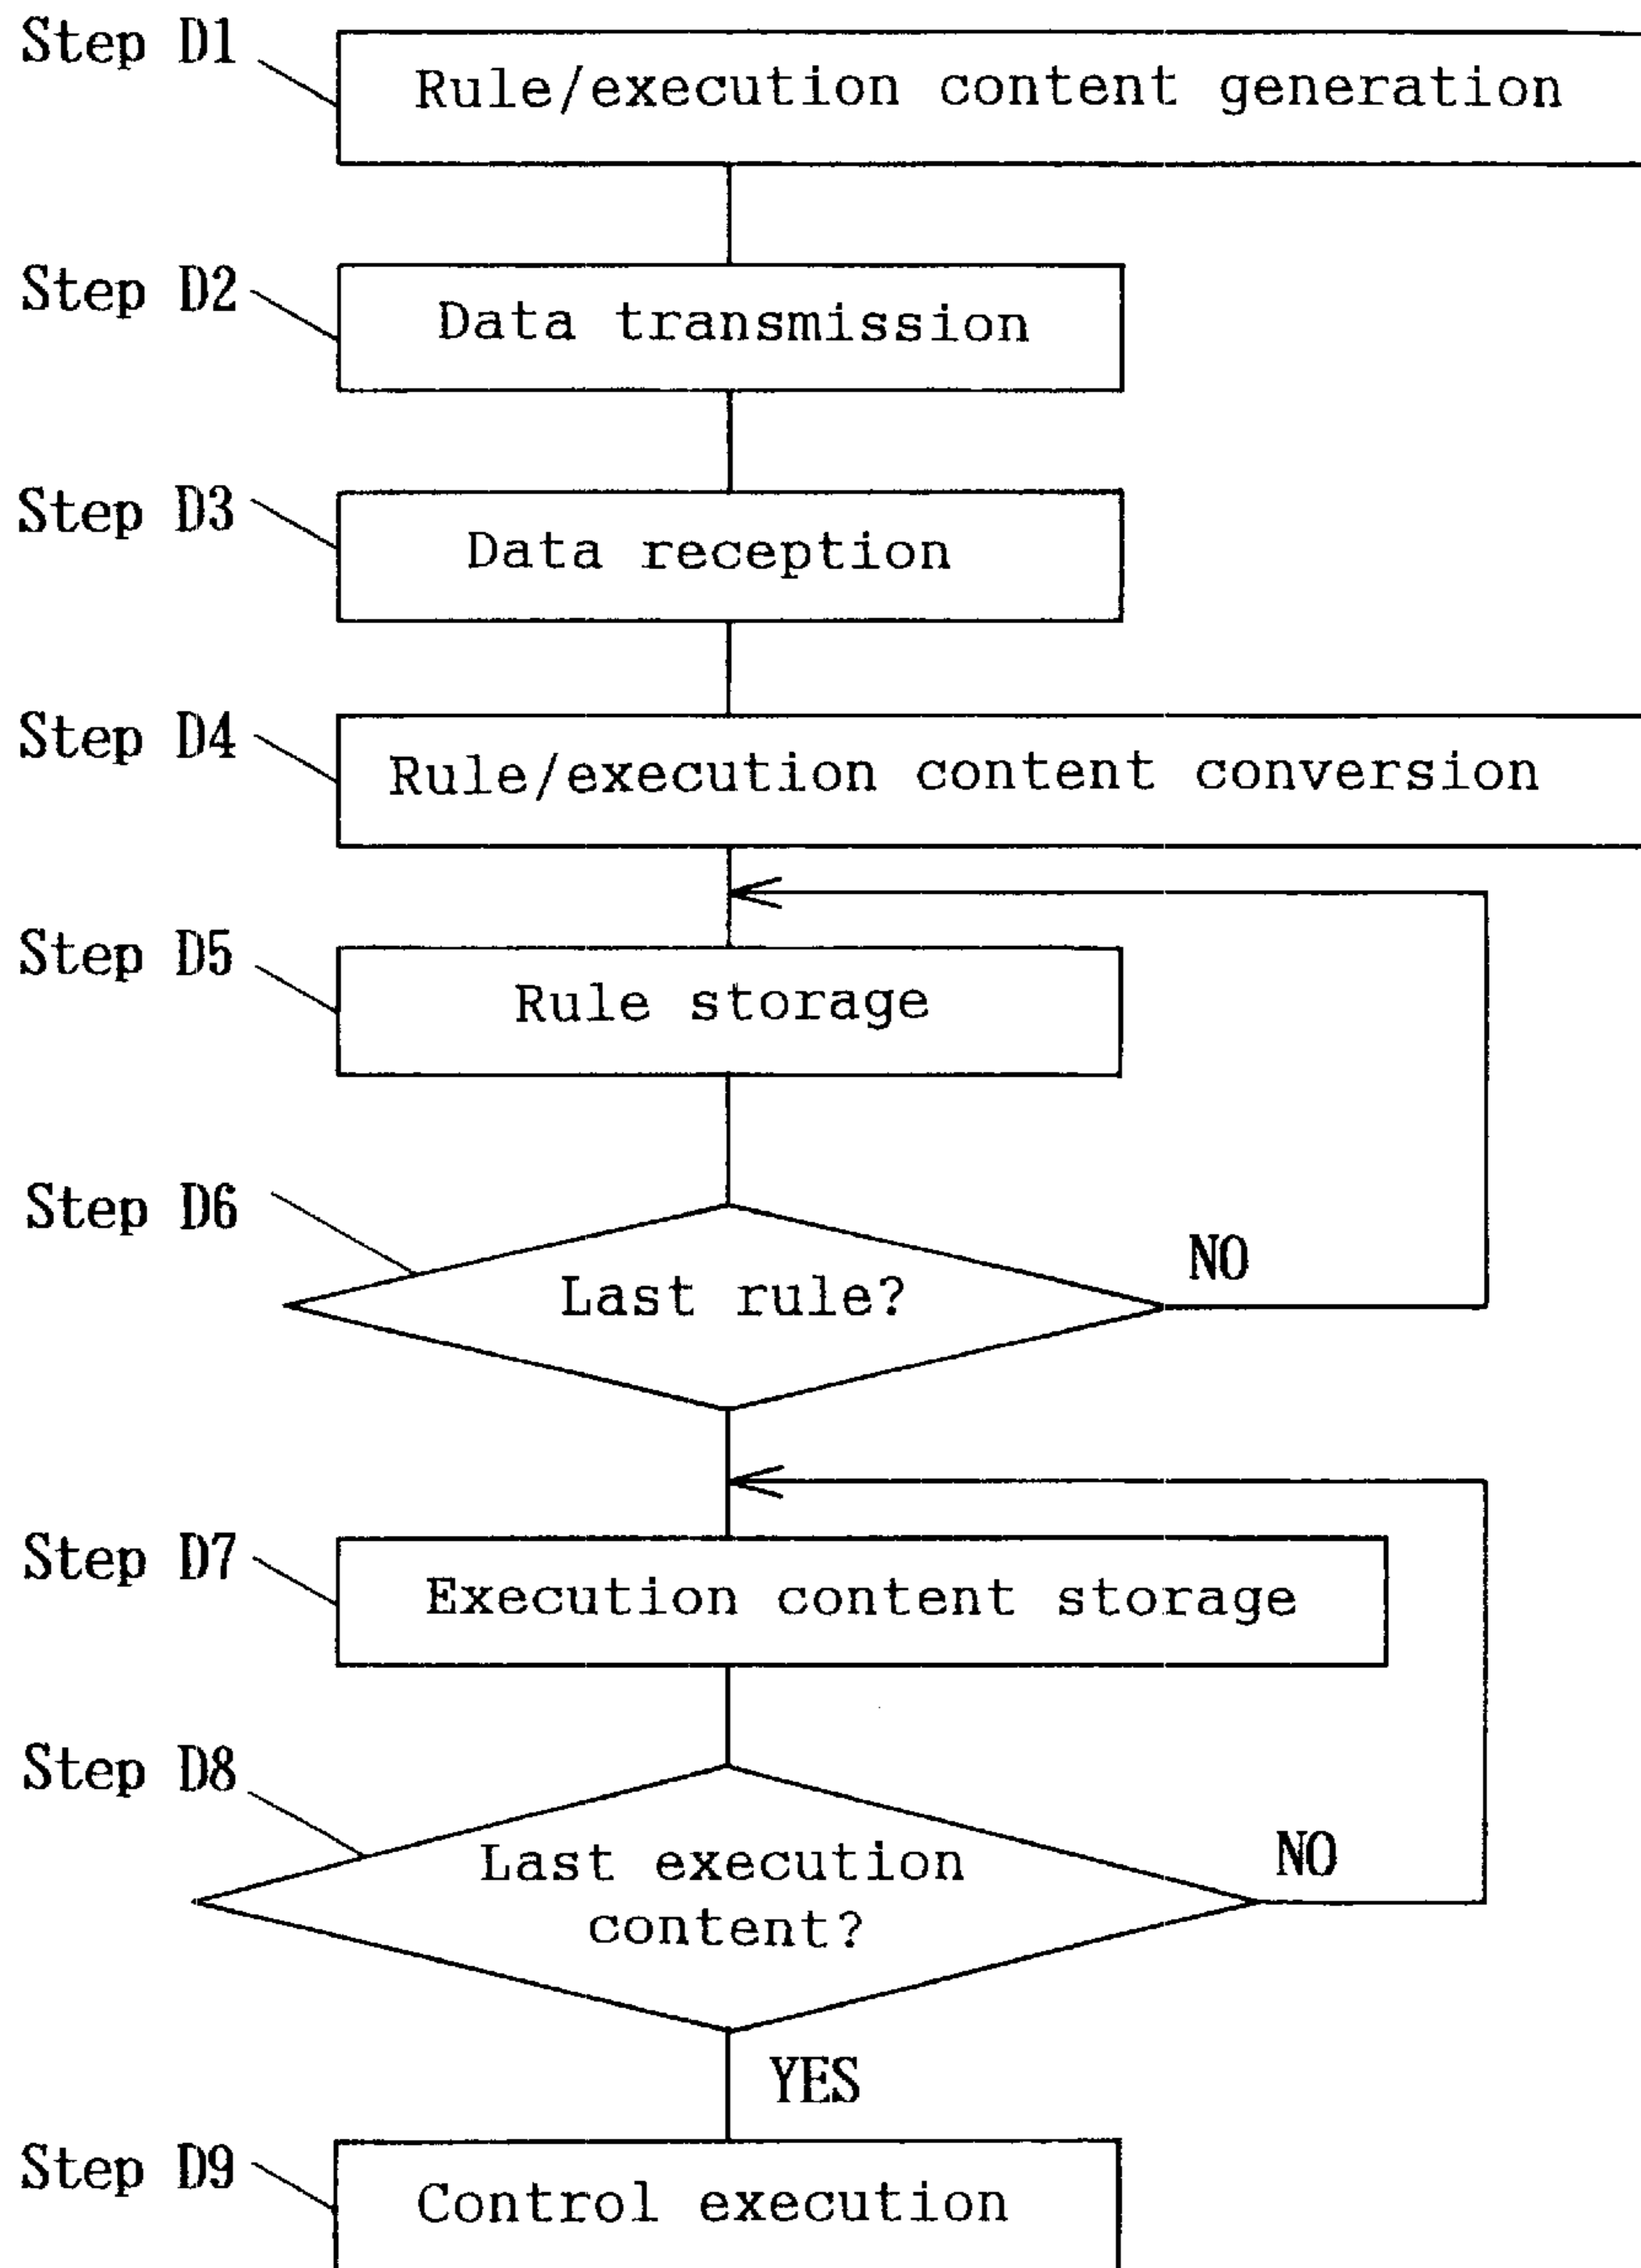 Step D1
Rule/execution content generation
Step D2
Data transmission
Step D3
Data reception
Step D4
Rule/execution content conversion
Step D5
Rule storage
Step D6
Last rule?
NO
Step D7
Execution content storage
Step D8
Last execution
content?
NO
YES
Step D9
Control execution